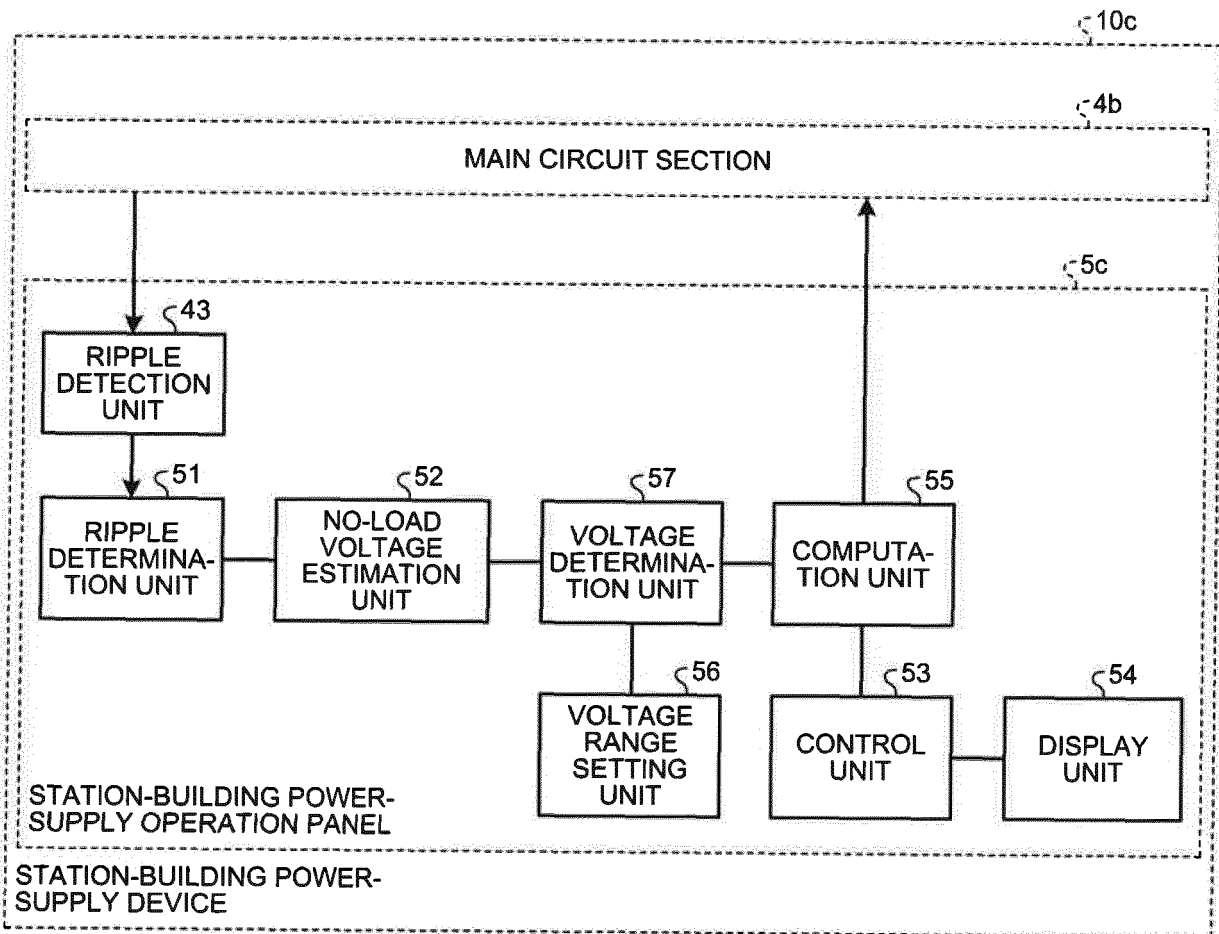 10c
4b
MAIN CIRCUIT SECTION
5c
43
RIPPLE
DETECTION
UNIT
51
RIPPLE
DETERMINA-
TION UNIT
52
NO-LOAD
VOLTAGE
ESTIMATION
UNIT
57
VOLTAGE
DETERMINA-
TION UNIT
55
COMPUTA-
TION UNIT
56
VOLTAGE
RANGE
SETTING
UNIT
53
CONTROL
UNIT
54
DISPLAY
UNIT
STATION-BUILDING POWER-
SUPPLY OPERATION PANEL
STATION-BUILDING POWER-
SUPPLY DEVICE